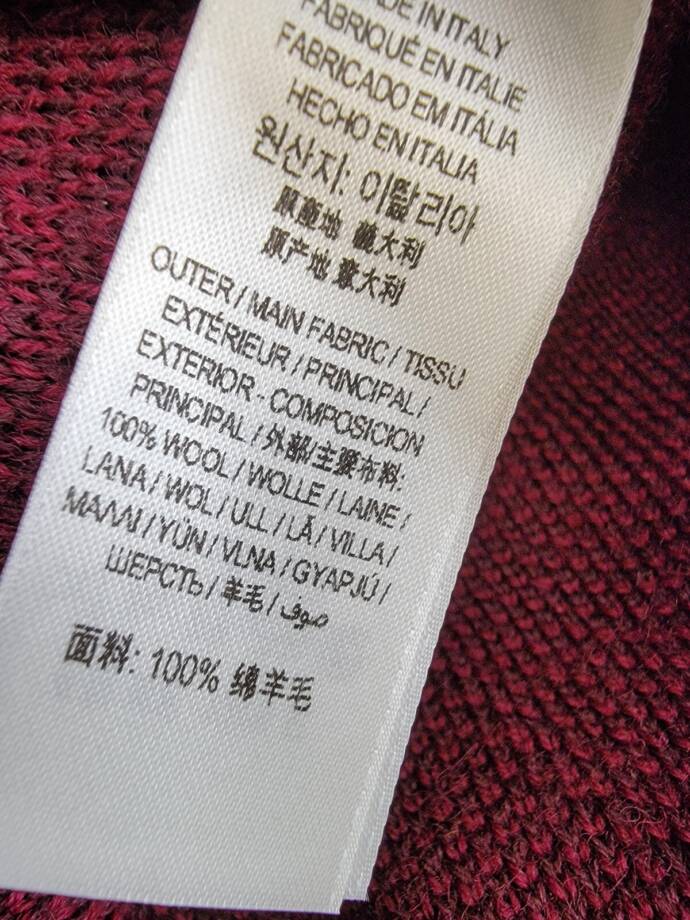 DE IN ITALY
FABRIQUÉ EN ITALIE
FABRICADO EM ITÁLIA
HECHO EN ITALIA
원산지: 이탈리아
原產地 義大利
原产地 意大利
OUTER / MAIN FABRIC / TISSU
EXTÉRIEUR / PRINCIPAL /
EXTERIOR - COMPOSICION
PRINCIPAL / 外部/主要布料:
100% WOOL / WOLLE / LAINE /
LANA / WOL / ULL / LÃ / VILLA /
ΜΑΛΛΙ / YÜN / VLNA / GYAPJÚ /
ШЕРСТЬ / 羊毛 / صوف
面料: 100% 绵羊毛